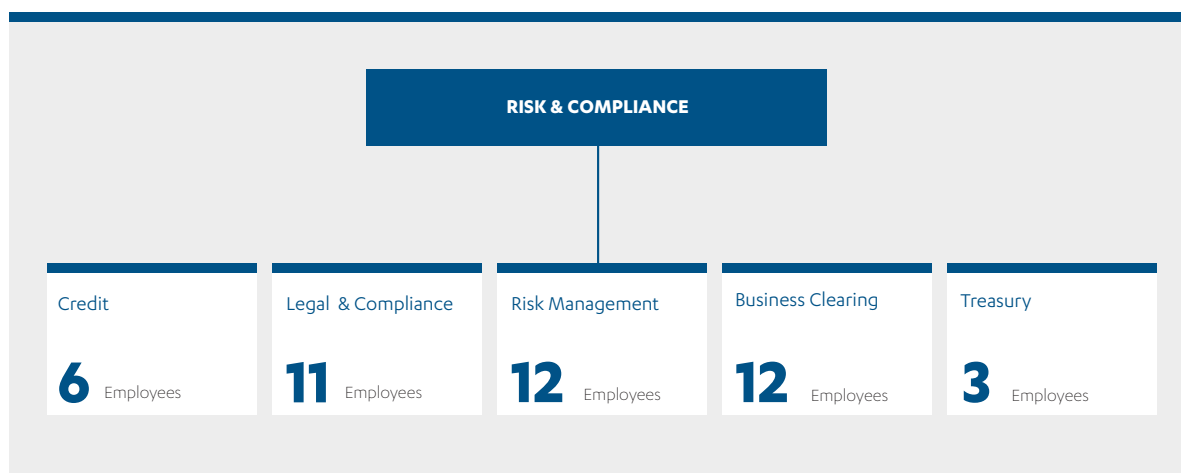 RISK & COMPLIANCE
Credit
6 Employees
Legal & Compliance
11 Employees
Risk Management
12 Employees
Business Clearing
12 Employees
Treasury
3 Employees